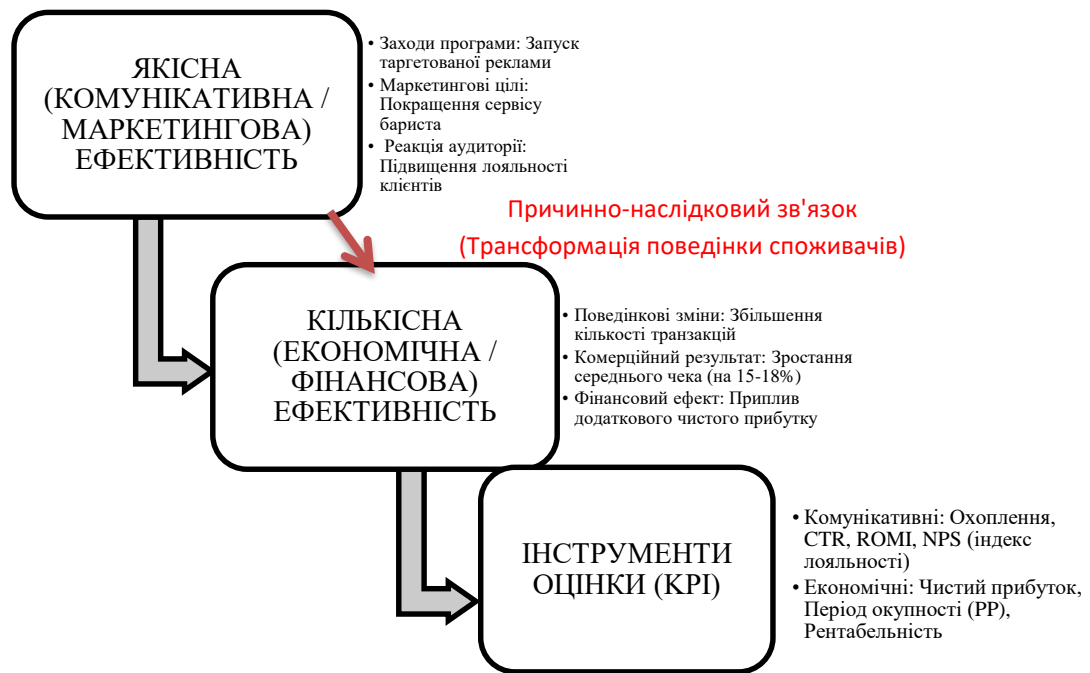 ЯКІСНА
(КОМУНІКАТИВНА /
МАРКЕТИНГОВА)
ЕФЕКТИВНІСТЬ
• Заходи програми: Запуск
таргетованої реклами
• Маркетингові цілі:
Покращення сервісу
бариста
• Реакція аудиторії:
Підвищення лояльності
клієнтів
Причинно-наслідковий зв'язок
(Трансформація поведінки споживачів)
КІЛЬКІСНА
(ЕКОНОМІЧНА /
ФІНАНСОВА)
ЕФЕКТИВНІСТЬ
• Поведінкові зміни: Збільшення
кількості транзакцій
• Комерційний результат: Зростання
середнього чека (на 15-18%)
• Фінансовий ефект: Приплив
додаткового чистого прибутку
ІНСТРУМЕНТИ
ОЦІНКИ (KPI)
• Комунікативні: Охоплення,
CTR, ROMI, NPS (індекс
лояльності)
• Економічні: Чистий прибуток,
Період окупності (PP),
Рентабельність